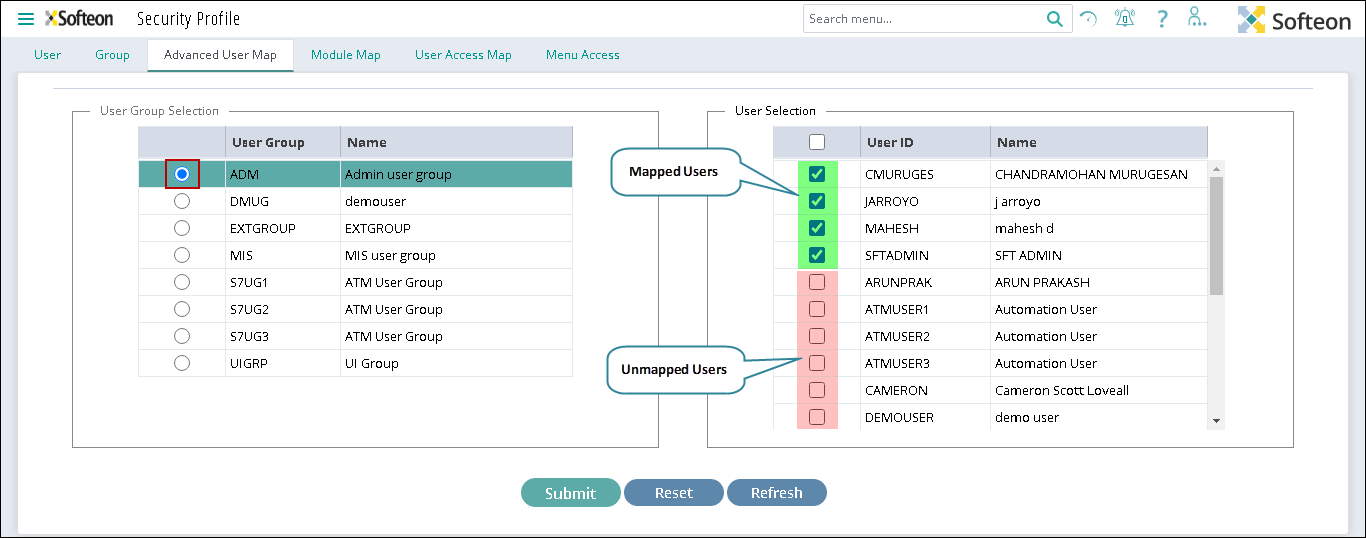 Softeon Security Profile Search menu... ? Softeon
User Group Advanced User Map Module Map User Access Map Menu Access
User Group Selection
User Group Name
ADM Admin user group
DMUG demouser
EXTGROUP EXTGROUP
MIS MIS user group
S7UG1 ATM User Group
S7UG2 ATM User Group
S7UG3 ATM User Group
UIGRP UI Group
User Selection
User ID Name
CMURUGES CHANDRAMOHAN MURUGESAN
JARROYO j arroyo
MAHESH mahesh d
SFTADMIN SFT ADMIN
ARUNPRAK ARUN PRAKASH
ATMUSER1 Automation User
ATMUSER2 Automation User
ATMUSER3 Automation User
CAMERON Cameron Scott Loveall
DEMOUSER demo user
Mapped Users
Unmapped Users
Submit Reset Refresh